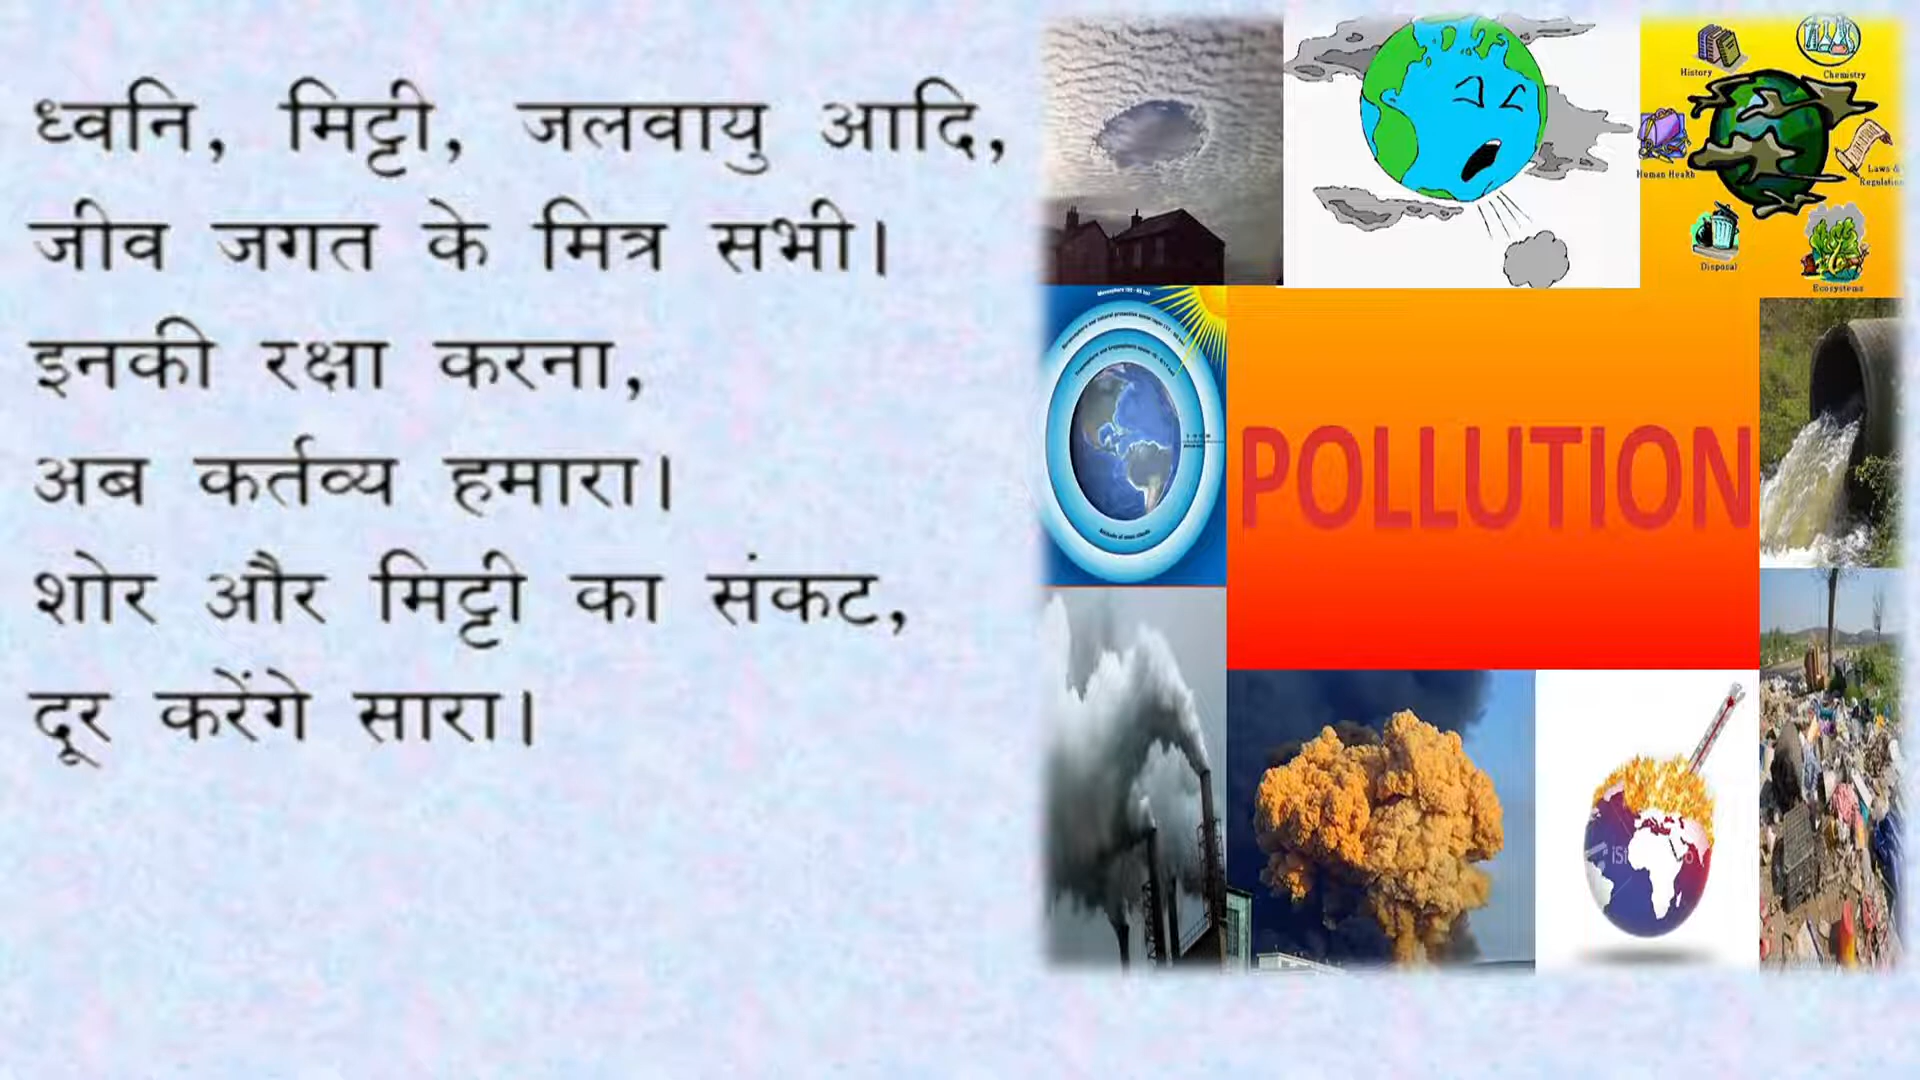 ध्वनि, मिट्टी, जलवायु आदि,
जीव जगत के मित्र सभी।
इनकी रक्षा करना,
अब कर्तव्य हमारा।
शोर और मिट्टी का संकट,
दूर करेंगे सारा।
History
Chemistry
Human Health
Laws &
Regulation
Disposal
Ecosystems
POLLUTION